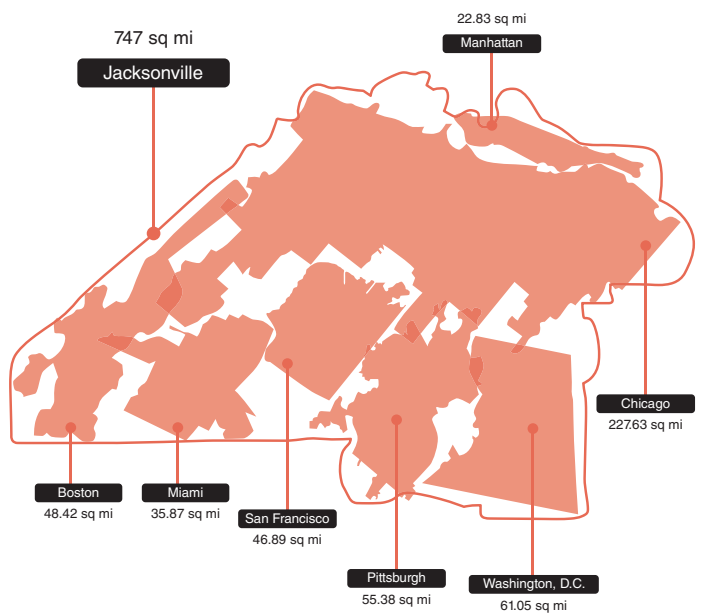 22.83 sq mi
Manhattan
747 sq mi
Jacksonville
Chicago
227.63 sq mi
Boston
48.42 sq mi
Miami
35.87 sq mi
San Francisco
46.89 sq mi
Pittsburgh
55.38 sq mi
Washington, D.C.
61.05 sq mi